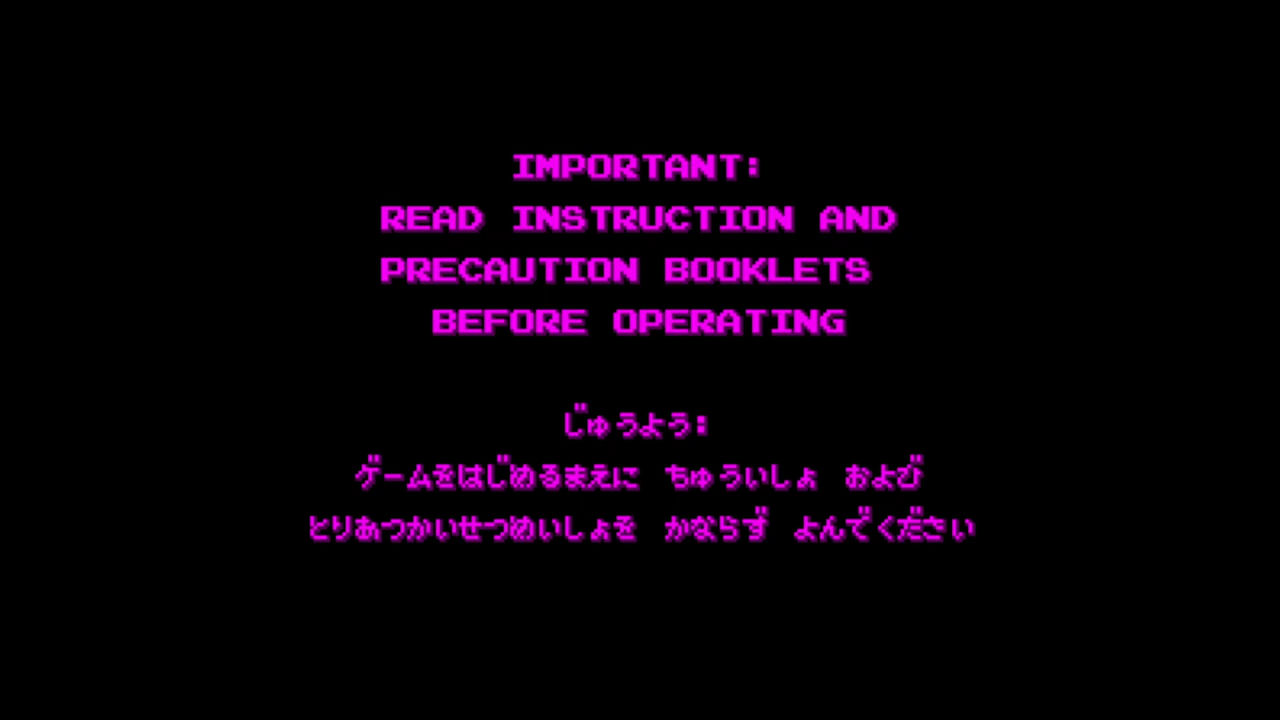 IMPORTANT:
READ INSTRUCTION AND
PRECAUTION BOOKLETS
BEFORE OPERATING
じゅうよう:
ゲームをはじめるまえに ちゅういしょ および
とりあつかいせつめいしょを かならず よんでください